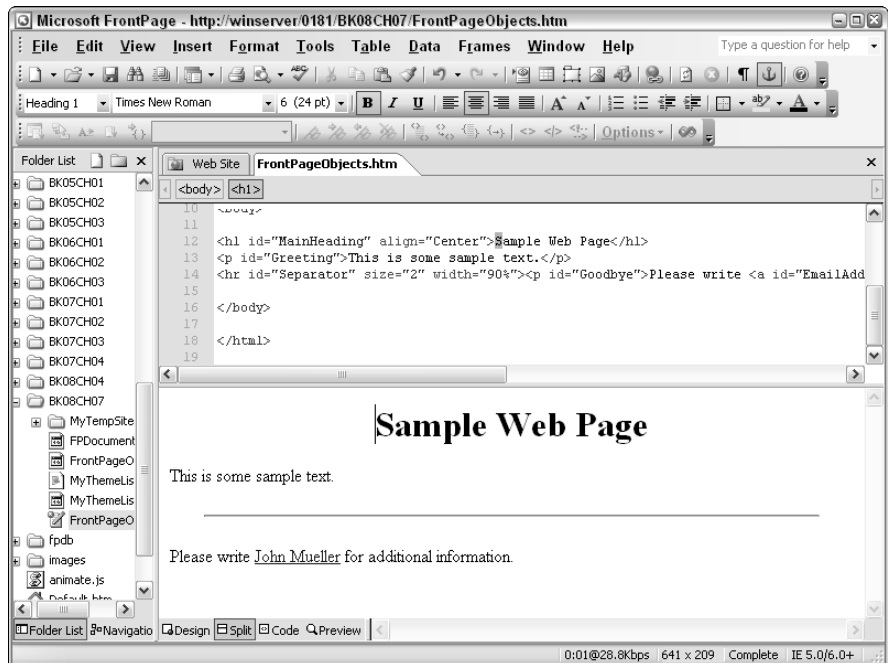 Microsoft FrontPage - http://winserver/0181/BK08CH07/FrontPageObjects.htm
File Edit View Insert Format Tools Table Data Frames Window Help
Type a question for help
Heading 1 Times New Roman 6 (24 pt) B I U A A ab A
Options
Folder List
Web Site FrontPageObjects.htm
<body> <h1>
BK05CH01
BK05CH02
BK05CH03
BK06CH01
BK06CH02
BK06CH03
BK07CH01
BK07CH02
BK07CH03
BK07CH04
BK08CH04
BK08CH07
MyTempSite
FPDocument
FrontPageO
MyThemeLis
MyThemeLis
FrontPageO
fpdb
images
animate.js
Default.htm
10 <body>
11
12 <h1 id="MainHeading" align="Center">Sample Web Page</h1>
13 <p id="Greeting">This is some sample text.</p>
14 <hr id="Separator" size="2" width="90%"><p id="Goodbye">Please write <a id="EmailAdd
15
16 </body>
17
18 </html>
19
Sample Web Page
This is some sample text.
Please write John Mueller for additional information.
Folder List Navigatio Design Split Code Preview
0:01@28.8Kbps 641 x 209 Complete IE 5.0/6.0+